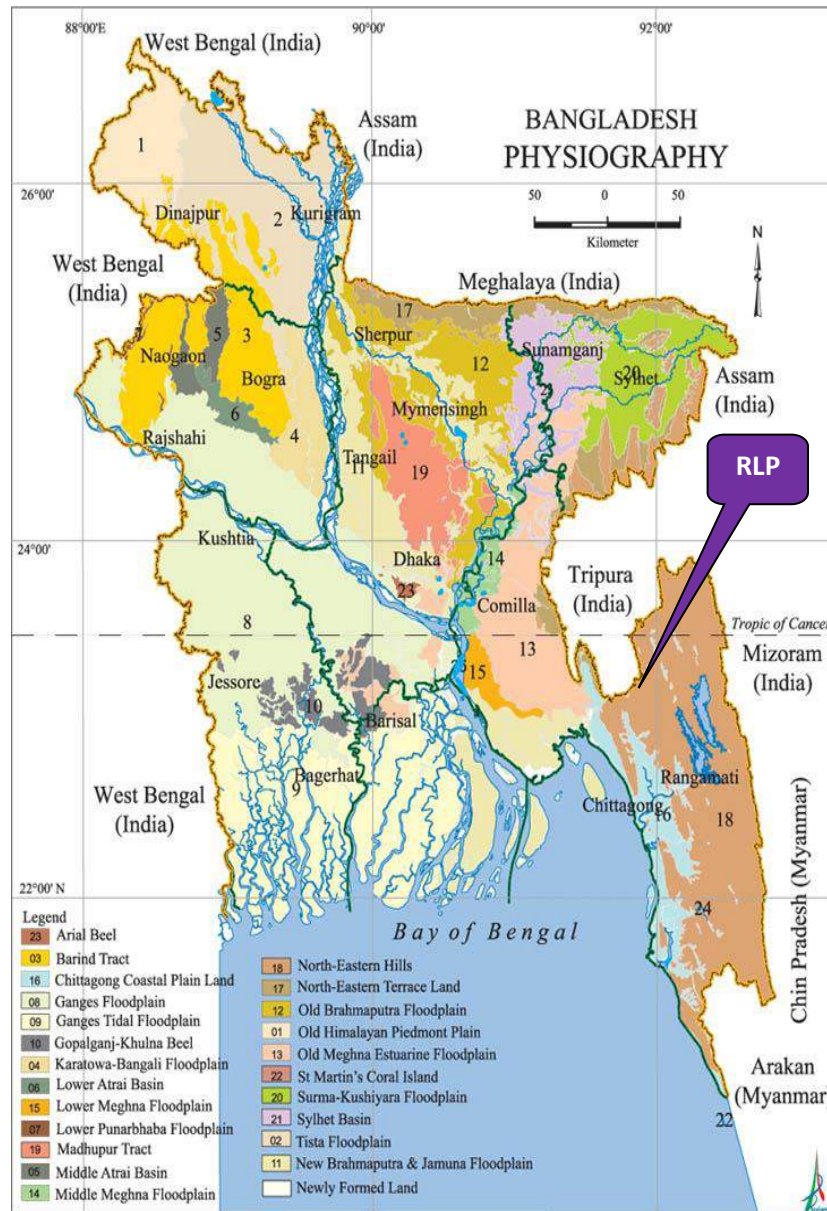 88°00'E
90°00'
92°00'
West Bengal (India)
Assam
(India)
BANGLADESH
PHYSIOGRAPHY
50
0
50
Kilometer
N
1
26°00'
Dinajpur
2
Kurigram
West Bengal
(India)
Meghalaya (India)
17
7
5
3
Naogaon
Sherpur
12
Sunamganj
20
Sylhet
21
Bogra
Assam
(India)
6
Mymensingh
Rajshahi
4
Tangail
11
19
RLP
24°00'
Kushtia
Dhaka
14
23
Tripura
(India)
Comilla
8
13
Tropic of Cancer
Mizoram
(India)
15
Jessore
10
Barisal
Rangamati
Bagerhat
9
West Bengal
(India)
Chittagong
16
18
Chin Pradesh (Myanmar)
22°00' N
24
Bay of Bengal
Arakan
(Myanmar)
22
Legend
23 Arial Beel
03 Barind Tract
16 Chittagong Coastal Plain Land
08 Ganges Floodplain
09 Ganges Tidal Floodplain
10 Gopalganj-Khulna Beel
04 Karatowa-Bangali Floodplain
06 Lower Atrai Basin
15 Lower Meghna Floodplain
07 Lower Punarbhaba Floodplain
19 Madhupur Tract
05 Middle Atrai Basin
14 Middle Meghna Floodplain
18 North-Eastern Hills
17 North-Eastern Terrace Land
12 Old Brahmaputra Floodplain
01 Old Himalayan Piedmont Plain
13 Old Meghna Estuarine Floodplain
22 St Martin's Coral Island
20 Surma-Kushiyara Floodplain
21 Sylhet Basin
02 Tista Floodplain
11 New Brahmaputra & Jamuna Floodplain
Newly Formed Land